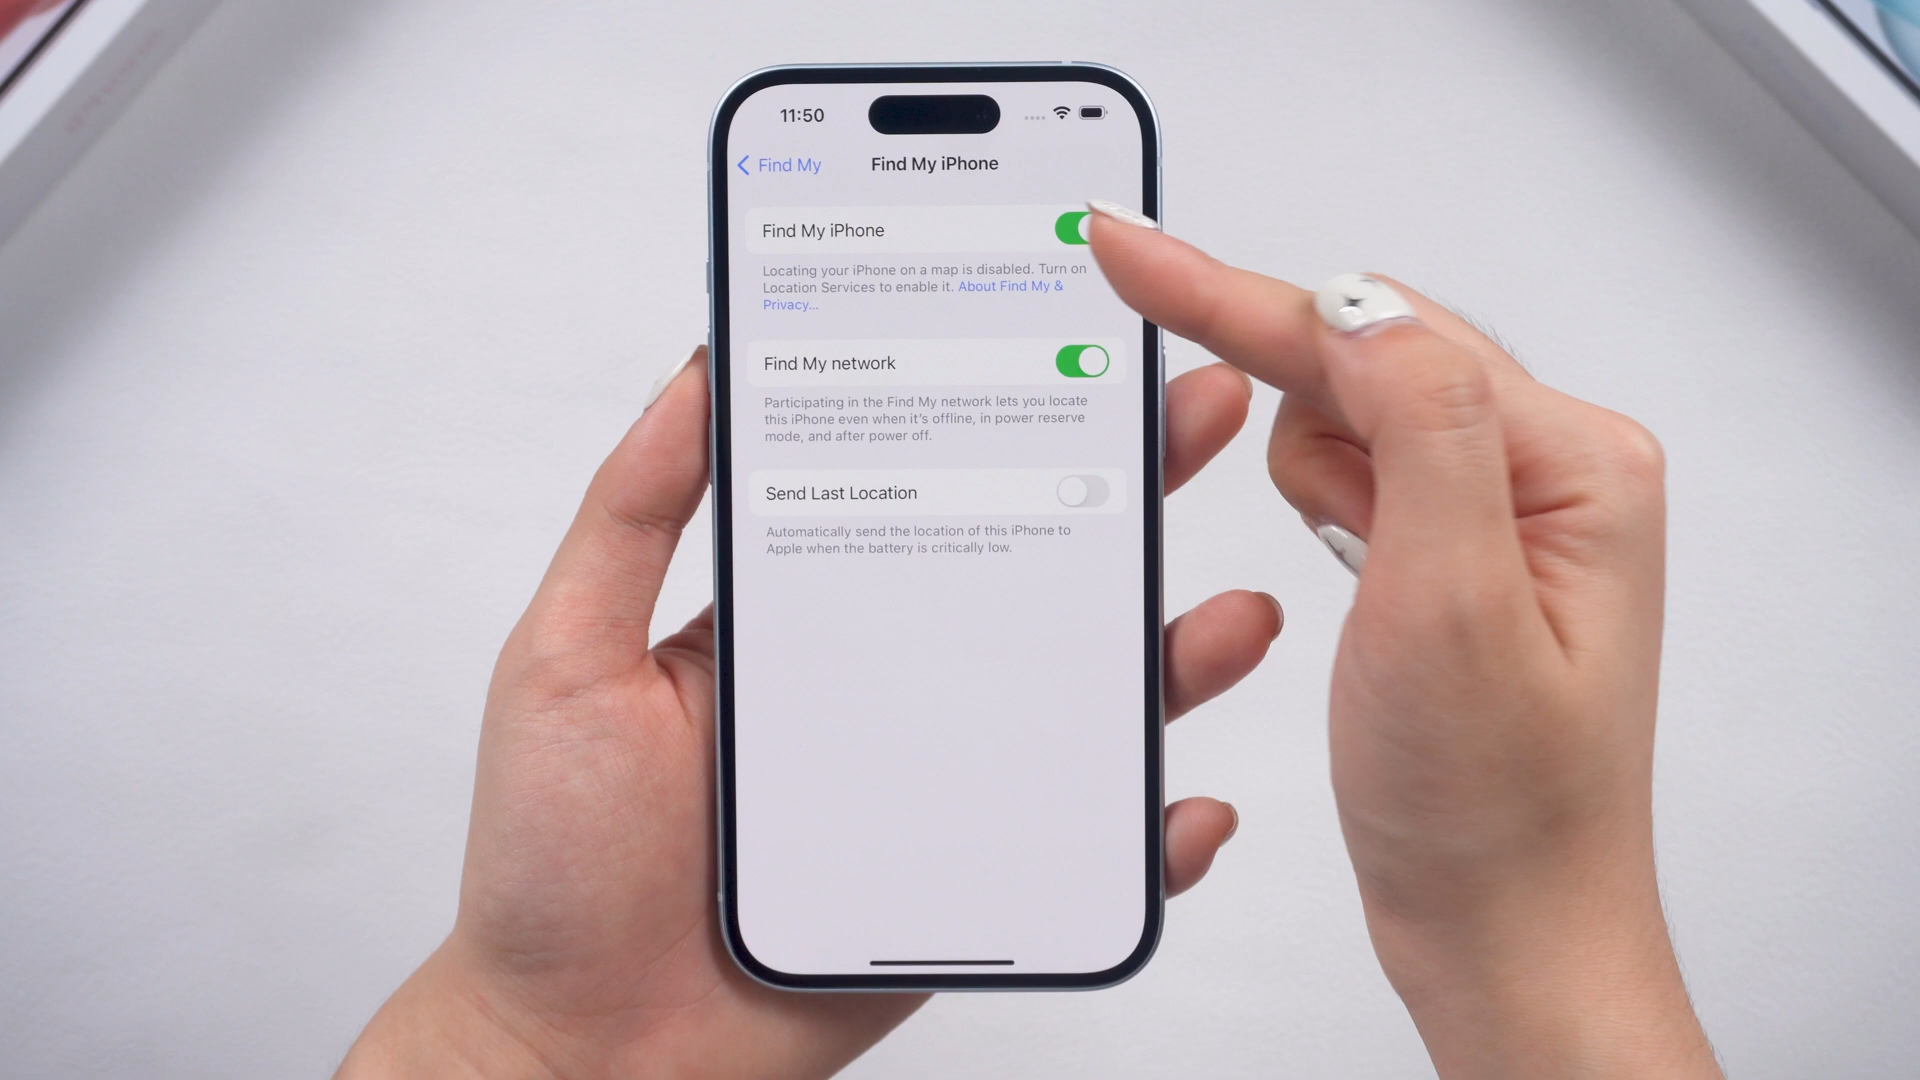 11:50
Find My
Find My iPhone
Find My iPhone
Locating your iPhone on a map is disabled. Turn on
Location Services to enable it. About Find My &
Privacy...
Find My network
Participating in the Find My network lets you locate
this iPhone even when it's offline, in power reserve
mode, and after power off.
Send Last Location
Automatically send the location of this iPhone to
Apple when the battery is critically low.